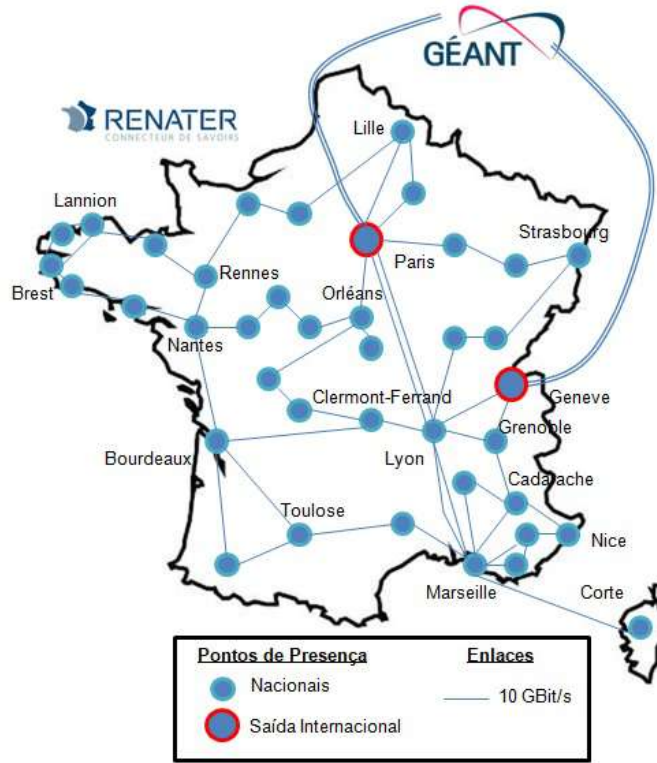 GÉANT
RENATER
CONNECTEUR DE SAVOIRS
Lille
Lannion
Strasbourg
Paris
Rennes
Orléans
Brest
Nantes
Geneve
Clermont-Ferrand
Grenoble
Bourdeaux
Lyon
Cadarache
Toulose
Nice
Marseille
Corte
Pontos de Presença
Enlaces
Nacionais
10 GBit/s
Saída Internacional